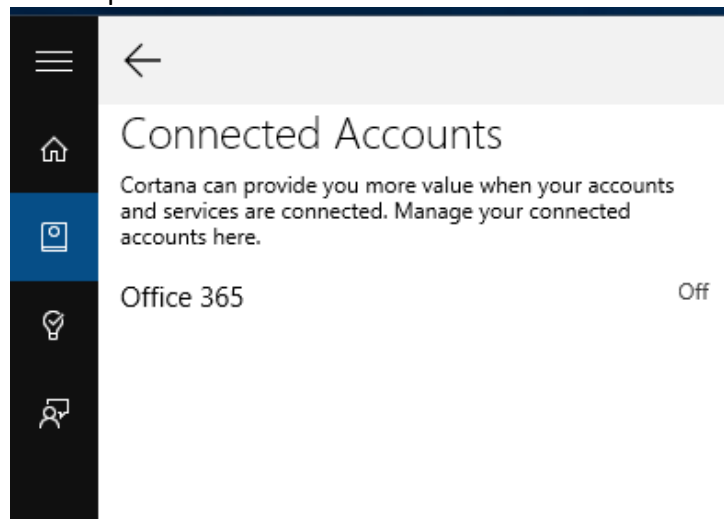 Connected Accounts
Cortana can provide you more value when your accounts
and services are connected. Manage your connected
accounts here.
Office 365 Off